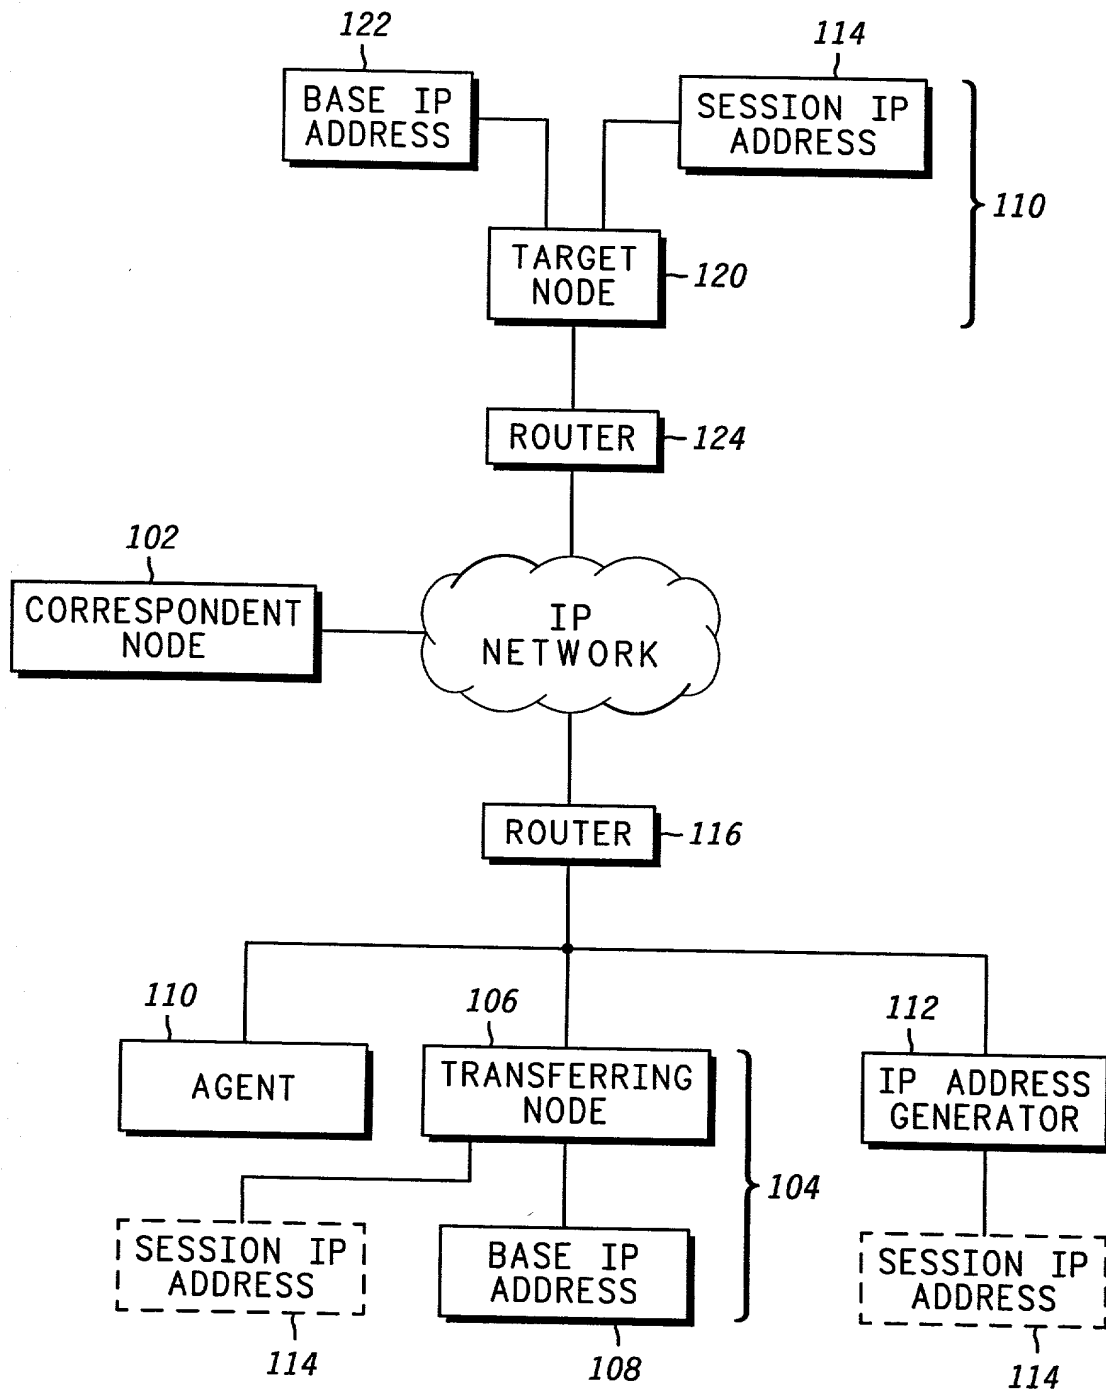 122
114
BASE IP
ADDRESS
SESSION IP
ADDRESS
110
TARGET
NODE
120
ROUTER
124
102
CORRESPONDENT
NODE
IP
NETWORK
ROUTER
116
110
106
112
AGENT
TRANSFERRING
NODE
IP ADDRESS
GENERATOR
104
SESSION IP
ADDRESS
BASE IP
ADDRESS
SESSION IP
ADDRESS
114
108
114